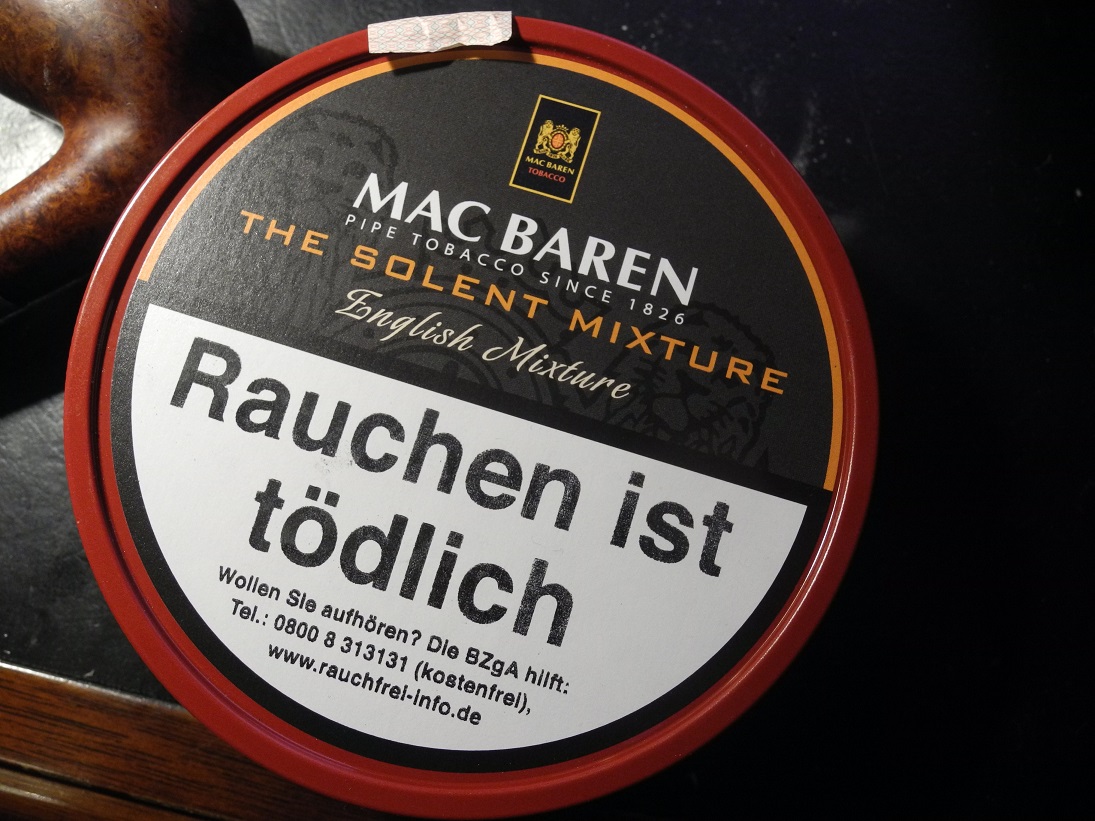 MAC BAREN
TOBACCO
MAC BAREN
PIPE TOBACCO SINCE 1826
THE SOLENT MIXTURE
English Mixture
Rauchen ist
tödlich
Wollen Sie aufhören? Die BZgA hilft:
Tel.: 0800 8 313131 (kostenfrei),
www.rauchfrei-info.de